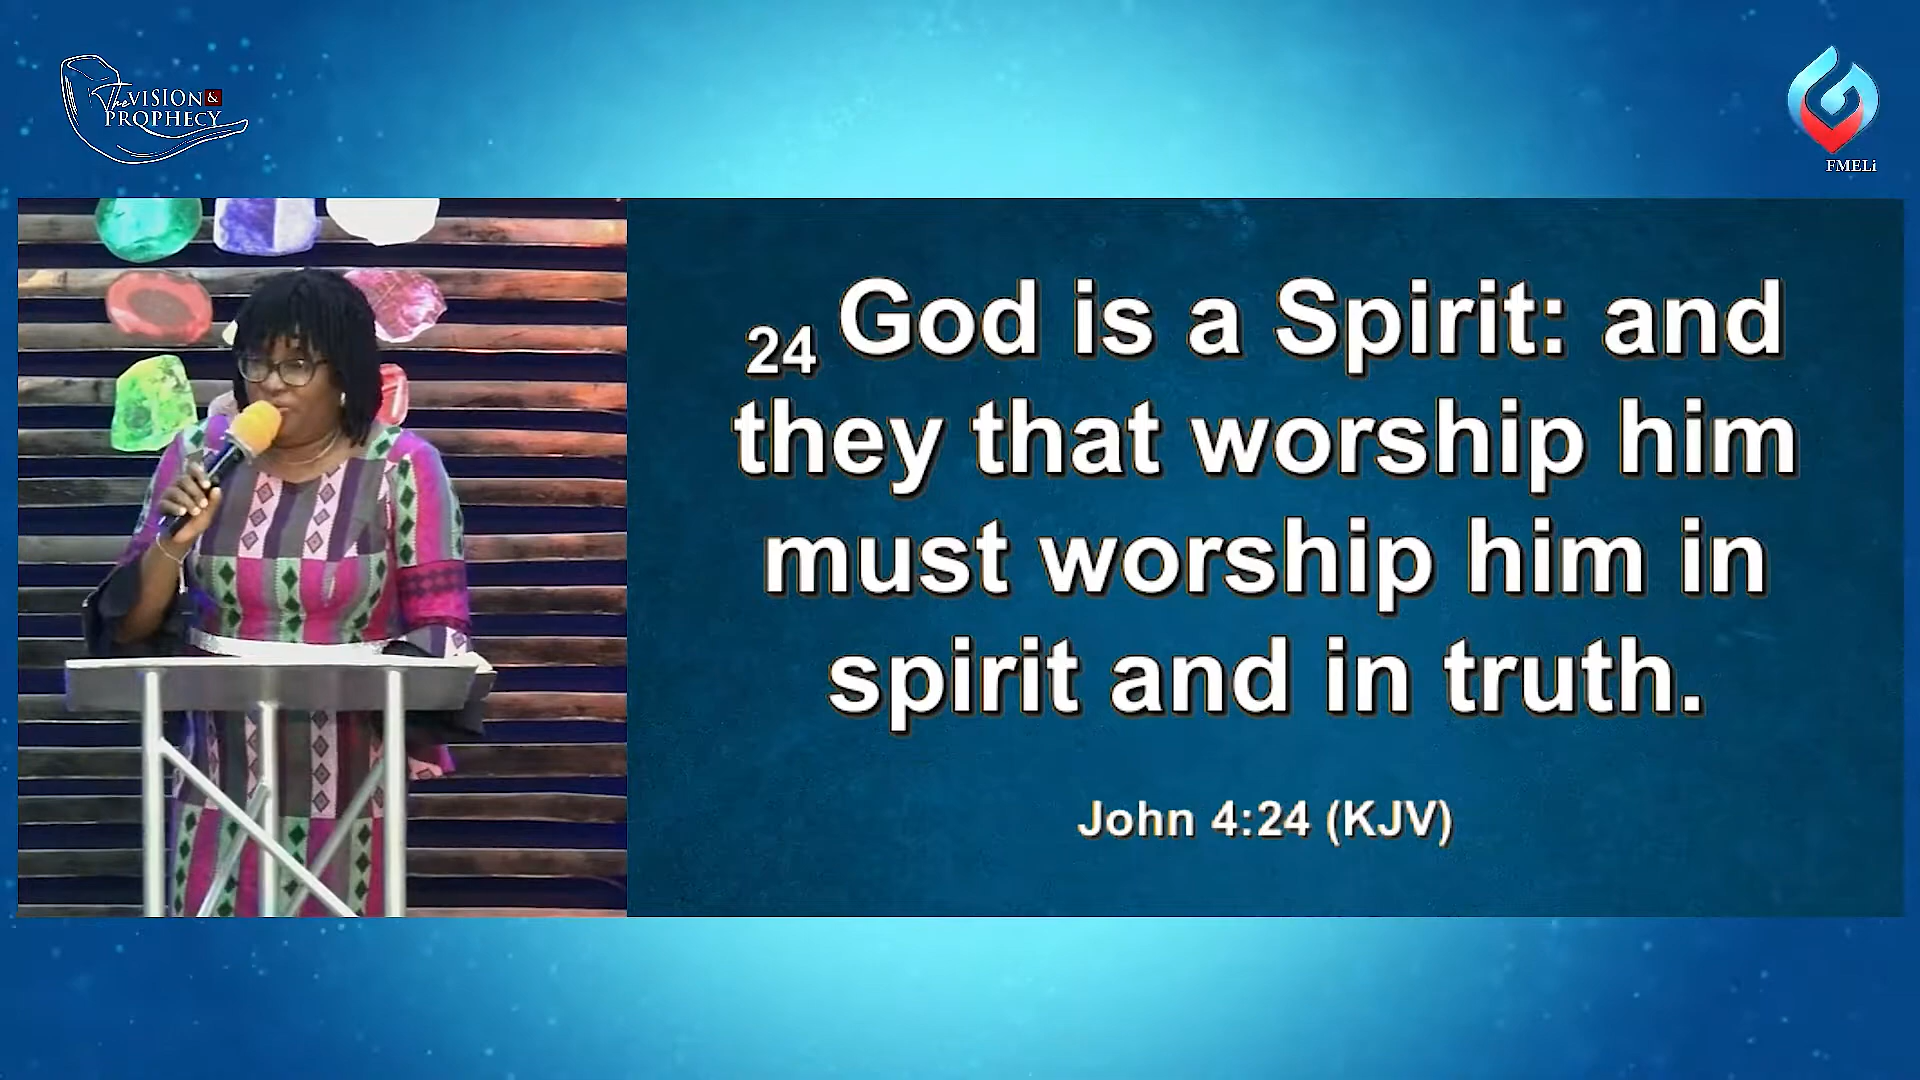 The VISION &
PROPHECY
FMELi
24 God is a Spirit: and
they that worship him
must worship him in
spirit and in truth.
John 4:24 (KJV)